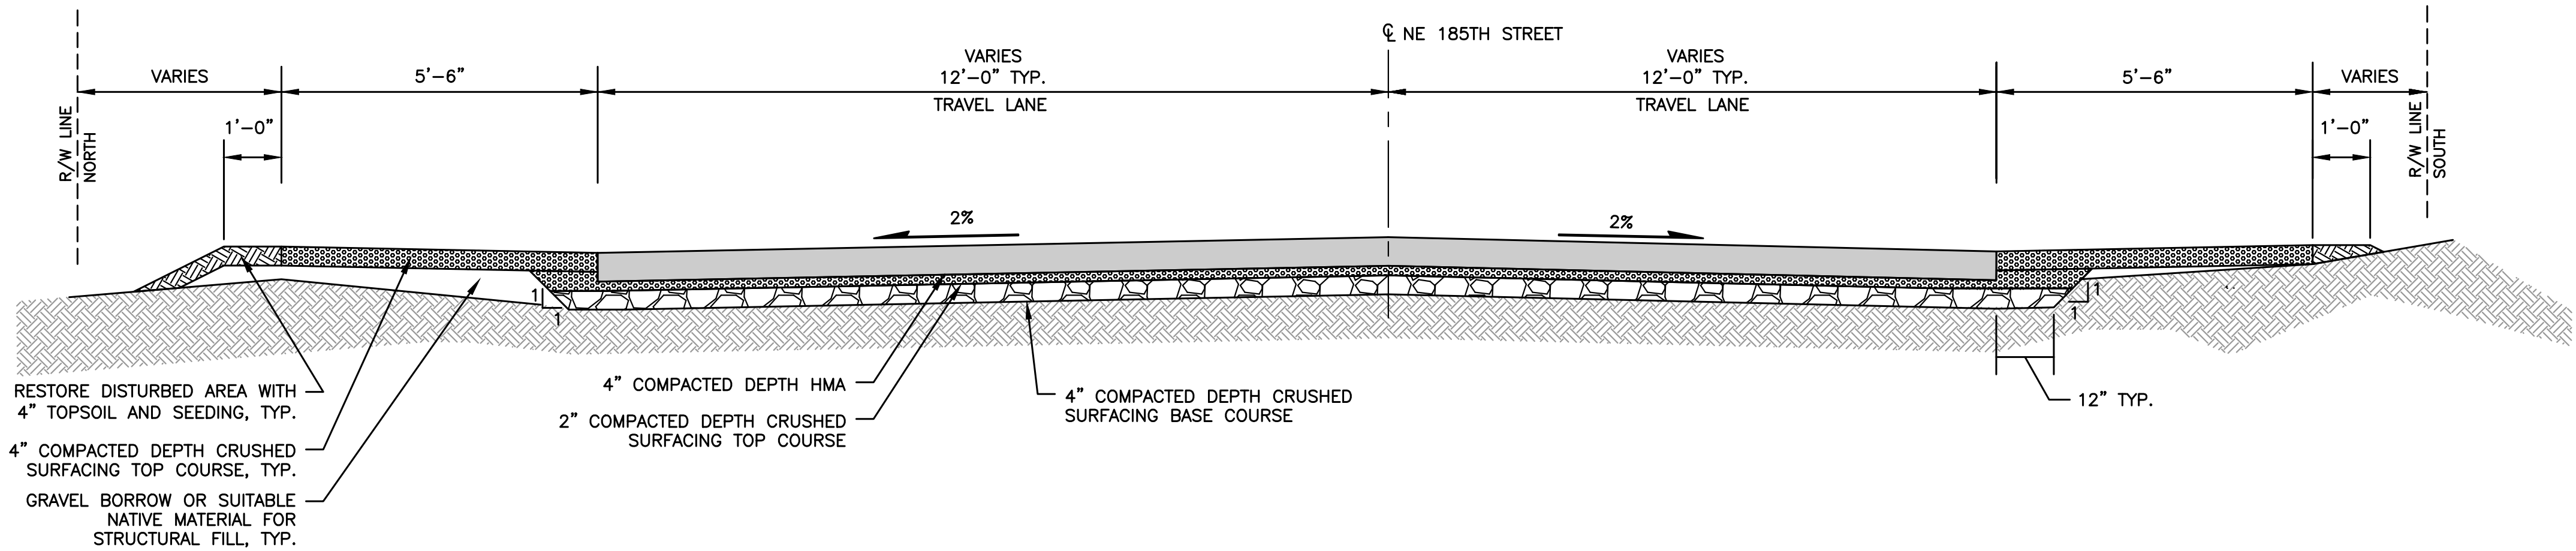 ℄ NE 185TH STREET
VARIES
5'-6"
VARIES
12'-0" TYP.
TRAVEL LANE
VARIES
12'-0" TYP.
TRAVEL LANE
5'-6"
VARIES
R/W LINE
NORTH
1'-0"
1'-0"
R/W LINE
SOUTH
2%
2%
1
1
1
1
RESTORE DISTURBED AREA WITH
4" TOPSOIL AND SEEDING, TYP.
4" COMPACTED DEPTH CRUSHED
SURFACING TOP COURSE, TYP.
GRAVEL BORROW OR SUITABLE
NATIVE MATERIAL FOR
STRUCTURAL FILL, TYP.
4" COMPACTED DEPTH HMA
2" COMPACTED DEPTH CRUSHED
SURFACING TOP COURSE
4" COMPACTED DEPTH CRUSHED
SURFACING BASE COURSE
12" TYP.